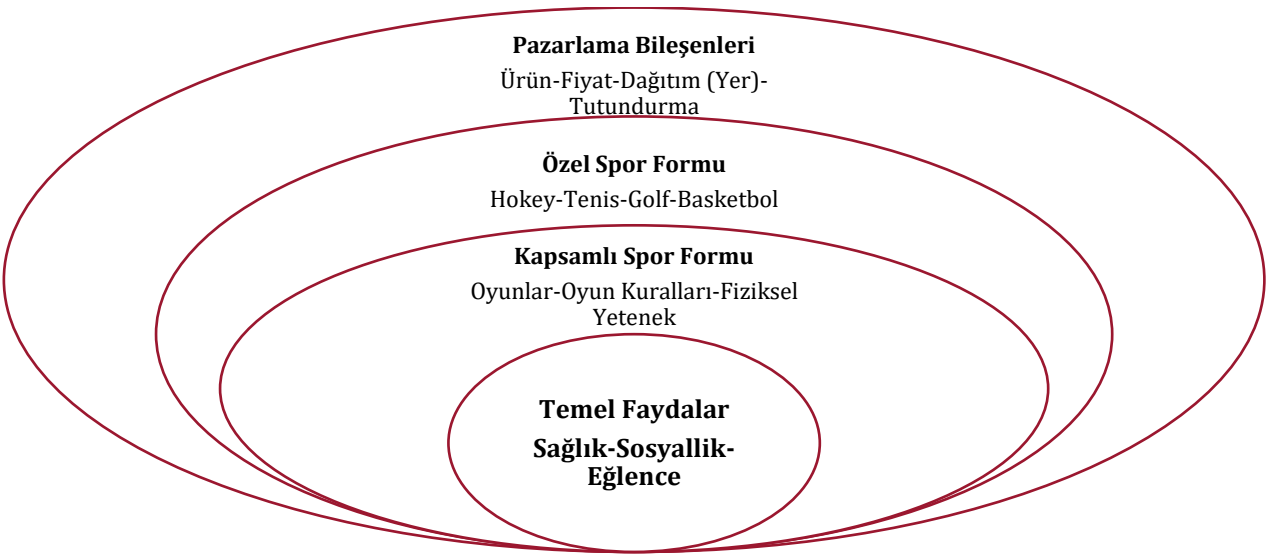 Pazarlama Bileşenleri
Ürün-Fiyat-Dağıtım (Yer)-
Tutundurma
Özel Spor Formu
Hokey-Tenis-Golf-Basketbol
Kapsamlı Spor Formu
Oyunlar-Oyun Kuralları-Fiziksel
Yetenek
Temel Faydalar
Sağlık-Sosyallik-
Eğlence